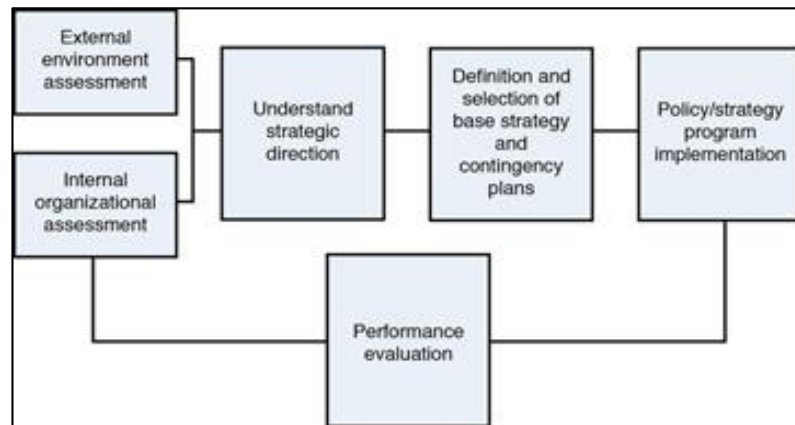 External
environment
assessment
Internal
organizational
assessment
Understand
strategic
direction
Definition and
selection of
base strategy
and
contingency
plans
Policy/strategy
program
implementation
Performance
evaluation